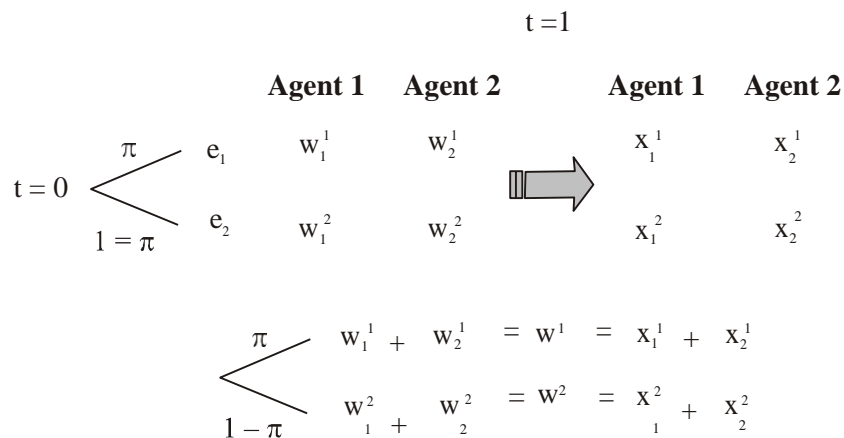 t =1
Agent 1 Agent 2 Agent 1 Agent 2
π e₁ w₁¹ w₂¹ x₁¹ x₂¹
t = 0
1 = π e₂ w₁² w₂² x₁² x₂²
π w₁¹ + w₂¹ = w¹ = x₁¹ + x₂¹
1 – π w₁² + w₂² = w² = x₁² + x₂²